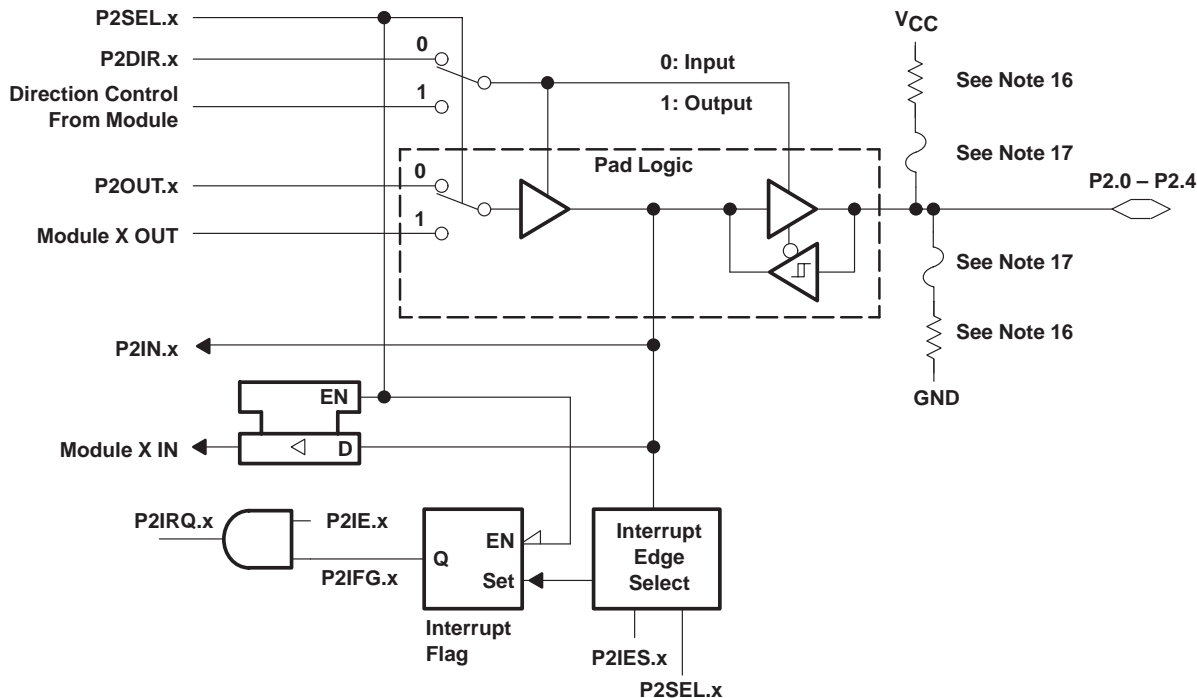 P2SEL.x
VCC
P2DIR.x
0
0: Input
See Note 16
Direction Control
From Module
1
1: Output
Pad Logic
See Note 17
P2OUT.x
0
P2.0 – P2.4
Module X OUT
1
See Note 17
P2IN.x
See Note 16
GND
EN
Module X IN
D
P2IRQ.x
P2IE.x
P2IFG.x
Q
EN
Set
Interrupt
Edge
Select
Interrupt
Flag
P2IES.x
P2SEL.x